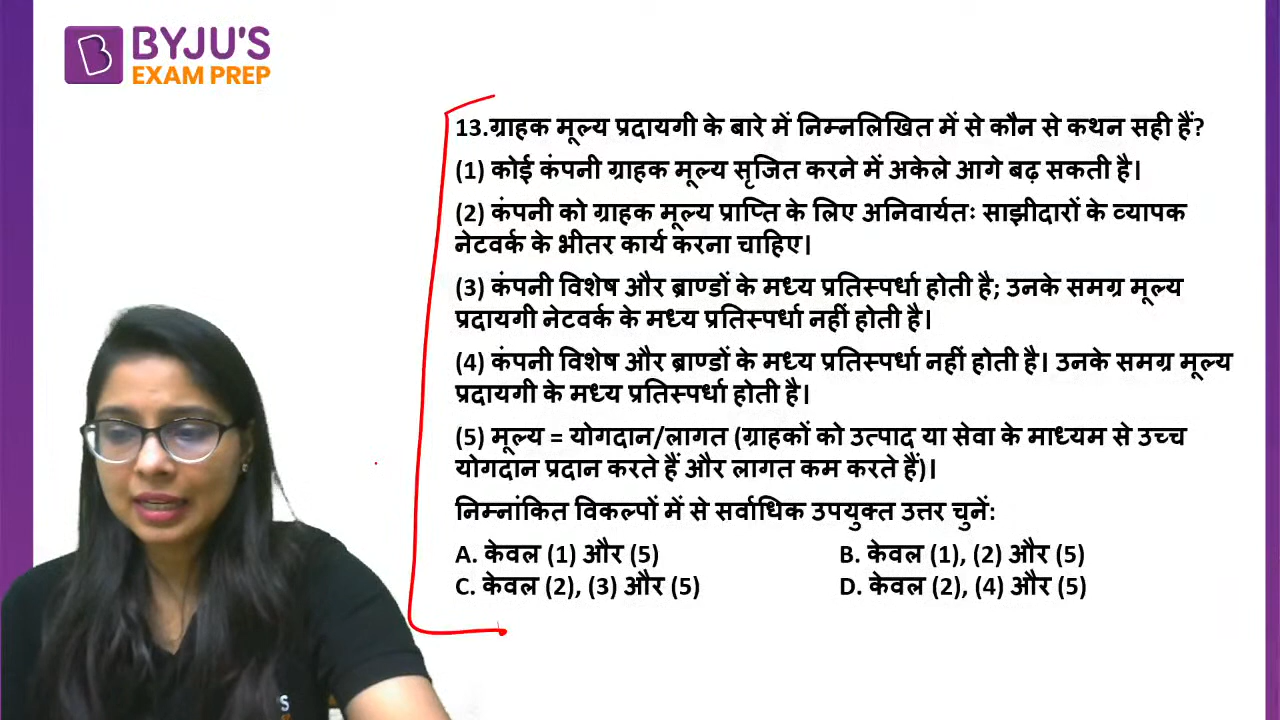 BYJU'S
EXAM PREP
13.ग्राहक मूल्य प्रदायगी के बारे में निम्नलिखित में से कौन से कथन सही हैं?
(1) कोई कंपनी ग्राहक मूल्य सृजित करने में अकेले आगे बढ़ सकती है।
(2) कंपनी को ग्राहक मूल्य प्राप्ति के लिए अनिवार्यतः साझीदारों के व्यापक
नेटवर्क के भीतर कार्य करना चाहिए।
(3) कंपनी विशेष और ब्राण्डों के मध्य प्रतिस्पर्धा होती है; उनके समग्र मूल्य
प्रदायगी नेटवर्क के मध्य प्रतिस्पर्धा नहीं होती है।
(4) कंपनी विशेष और ब्राण्डों के मध्य प्रतिस्पर्धा नहीं होती है। उनके समग्र मूल्य
प्रदायगी के मध्य प्रतिस्पर्धा होती है।
(5) मूल्य = योगदान/लागत (ग्राहकों को उत्पाद या सेवा के माध्यम से उच्च
योगदान प्रदान करते हैं और लागत कम करते हैं)।
निम्नांकित विकल्पों में से सर्वाधिक उपयुक्त उत्तर चुनें:
A. केवल (1) और (5) B. केवल (1), (2) और (5)
C. केवल (2), (3) और (5) D. केवल (2), (4) और (5)